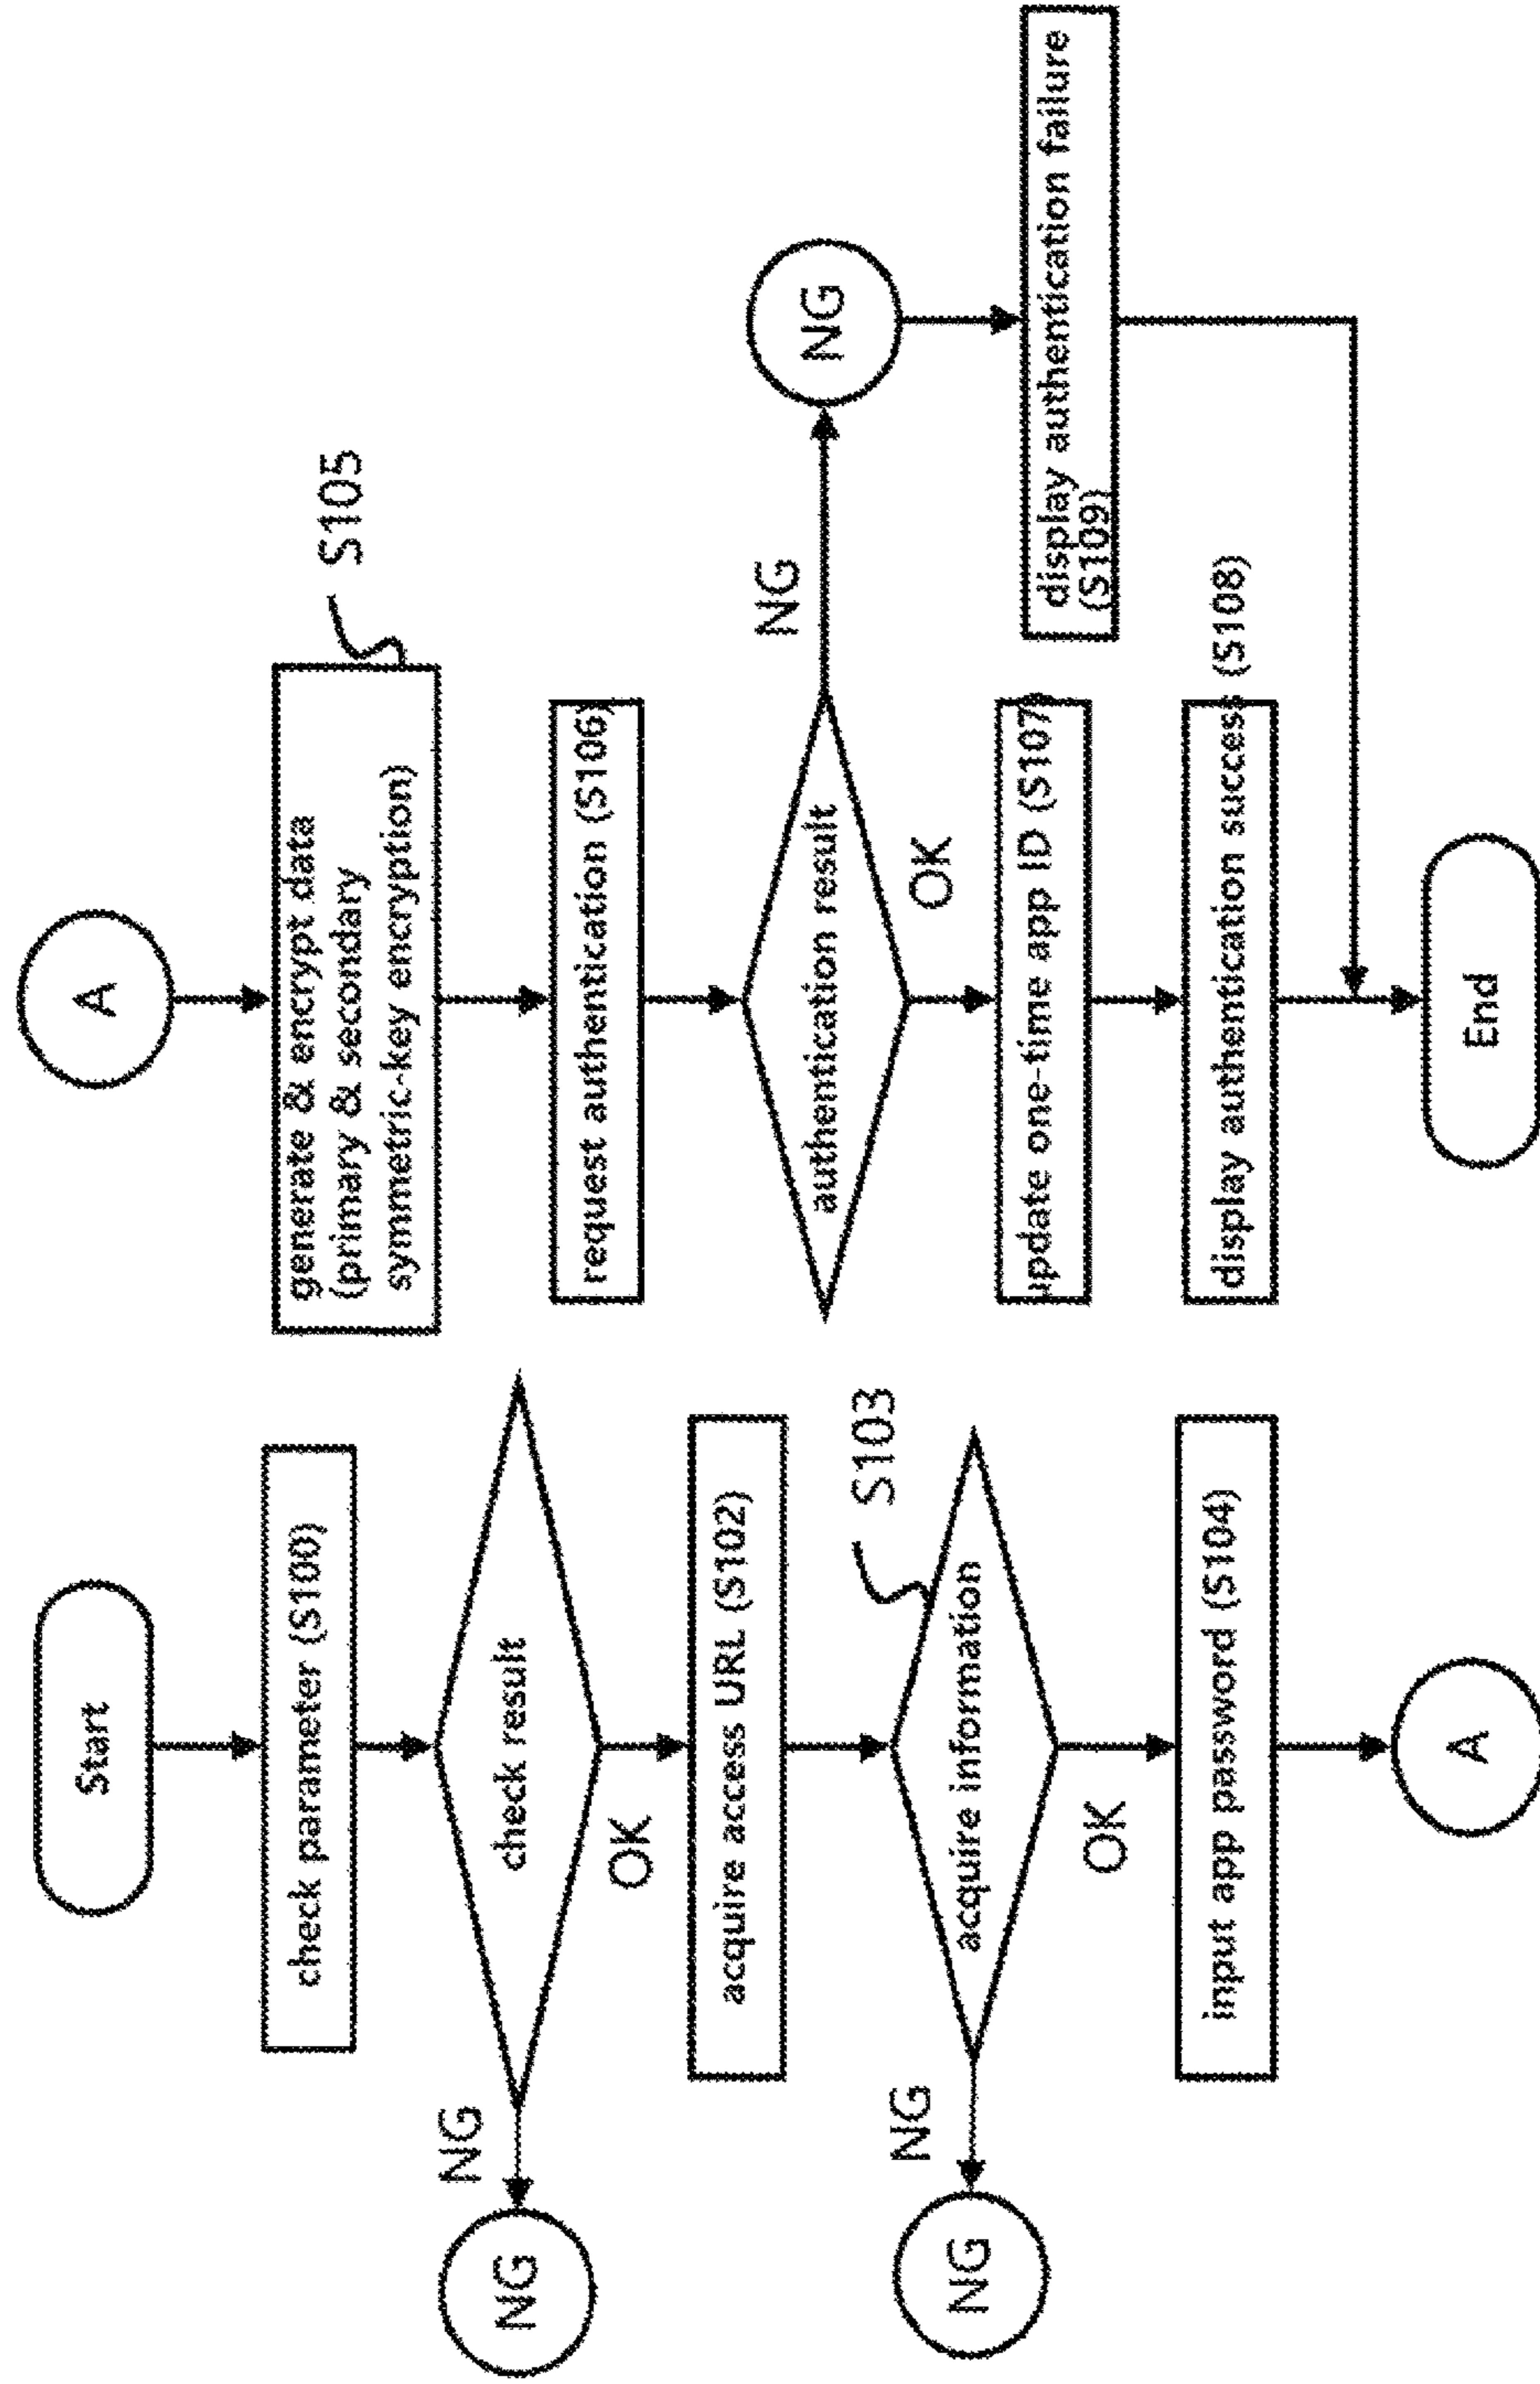 Start
check parameter (S100)
check result
NG
NG
OK
acquire access URL (S102)
S103
acquire information
NG
NG
OK
input app password (S104)
A
A
S105
generate & encrypt data
(primary & secondary
symmetric-key encryption)
request authentication (S106)
authentication result
NG
NG
OK
display authentication failure
(S109)
update one-time app ID (S107)
display authentication success (S108)
End